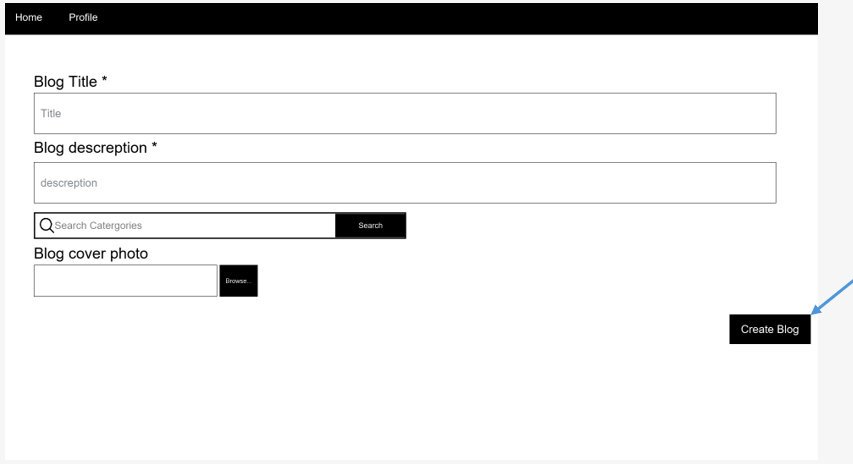 Home Profile
Blog Title *
Title
Blog descreption *
descreption
Search Catergories Search
Blog cover photo
Browse...
Create Blog